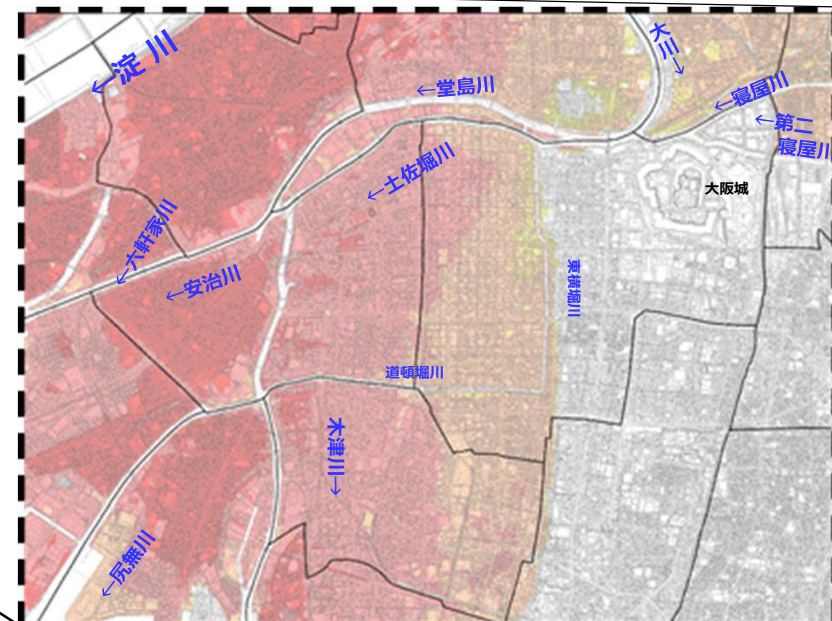 ←淀川
大川→
←堂島川
←寝屋川
←第二
寝屋川
←土佐堀川
大阪城
←六軒家川
←安治川
東横堀川
道頓堀川
木津川→
←尻無川